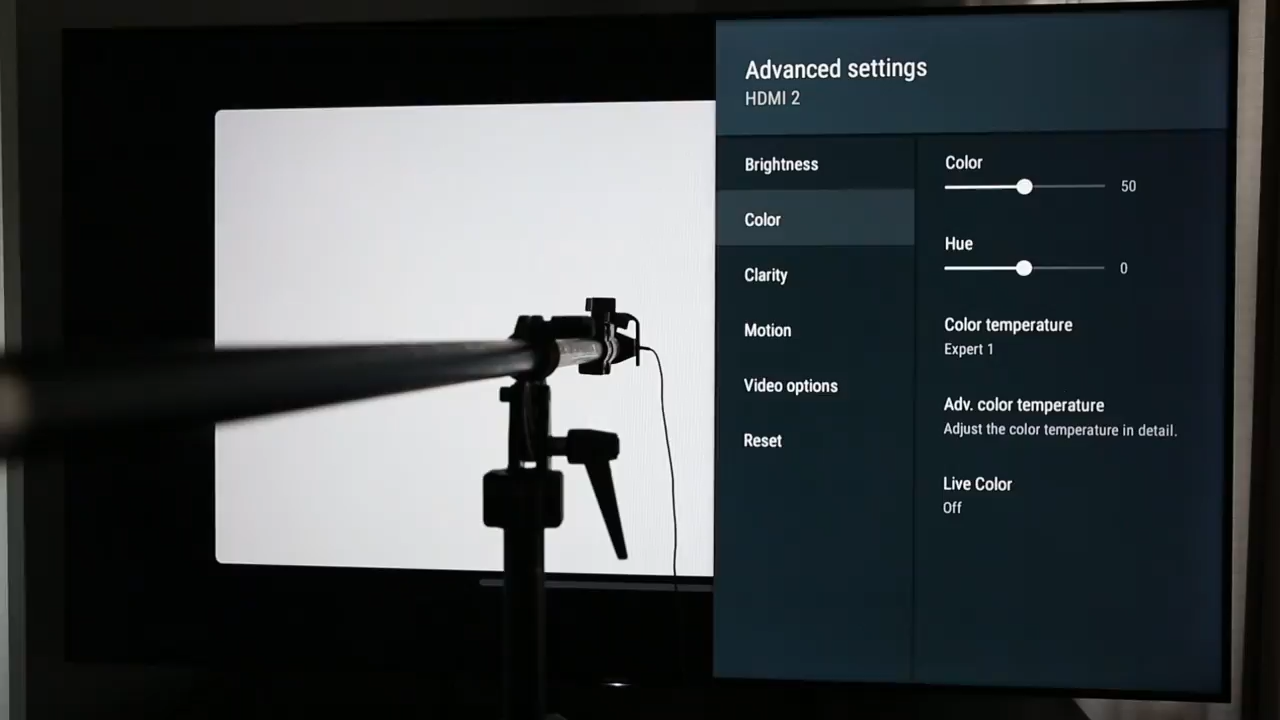 Advanced settings
HDMI 2
Brightness
Color
Clarity
Motion
Video options
Reset
Color
50
Hue
0
Color temperature
Expert 1
Adv. color temperature
Adjust the color temperature in detail.
Live Color
Off